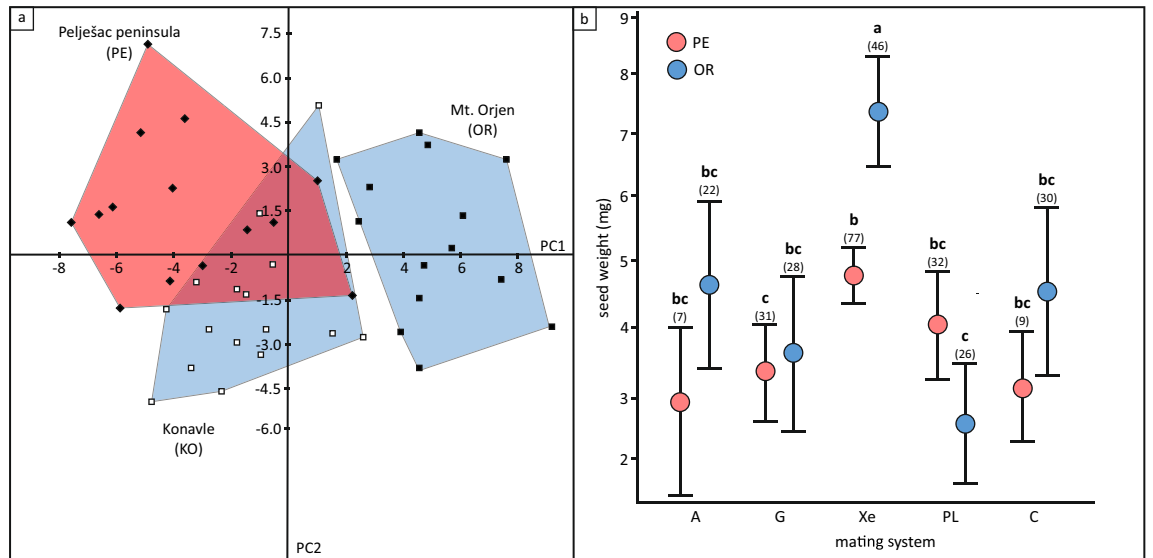 a
Pelješac peninsula
(PE)
Mt. Orjen
(OR)
Konavle
(KO)
7.5
6.0
4.5
3.0
1.5
-1.5
-3.0
-4.5
-6.0
-8 -6 -4 -2 2 4 6 8
PC1
PC2
b
PE
OR
9
8
7
6
5
4
3
2
seed weight (mg)
bc
(7)
bc
(22)
c
(31)
bc
(28)
b
(77)
a
(46)
bc
(32)
c
(26)
bc
(9)
bc
(30)
A G Xe PL C
mating system